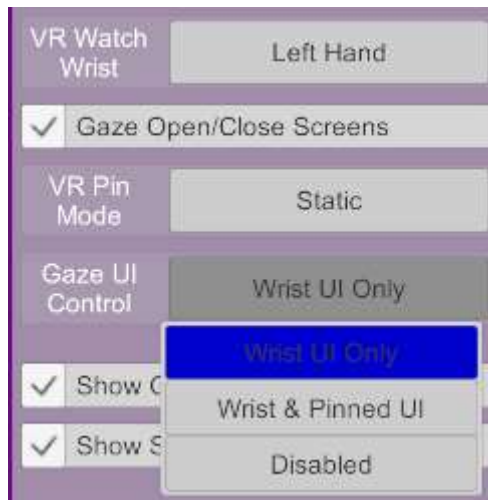 VR Watch
Wrist
Left Hand
Gaze Open/Close Screens
VR Pin
Mode
Static
Gaze UI
Control
Wrist UI Only
Wrist UI Only
Show
Wrist & Pinned UI
Show
Disabled